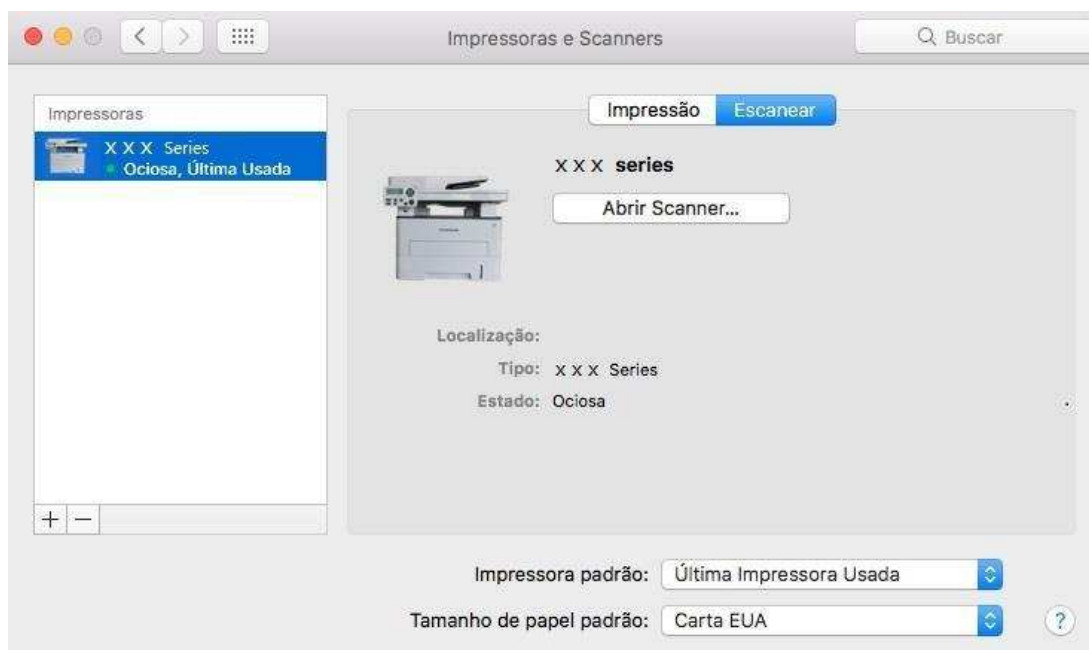 Impressoras e Scanners
Buscar
Impressoras
X X X Series
Ociosa, Última Usada
Impressão
Escanear
X X X series
Abrir Scanner...
Localização:
Tipo: X X X Series
Estado: Ociosa
+ −
Impressora padrão: Última Impressora Usada
Tamanho de papel padrão: Carta EUA
?